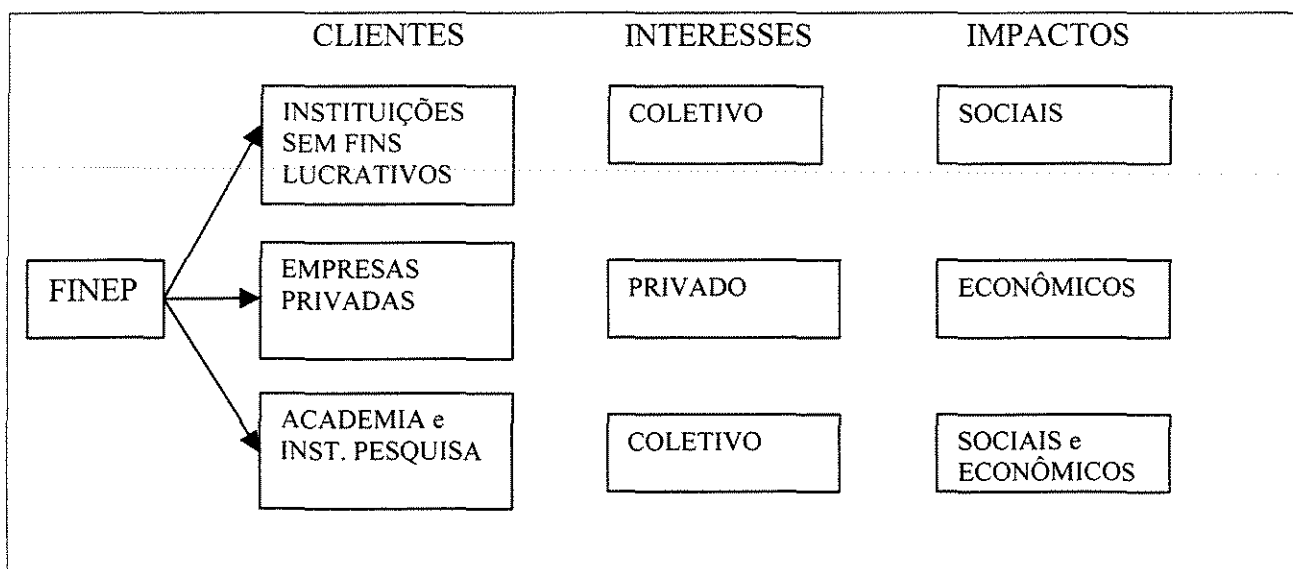 CLIENTES INTERESSES IMPACTOS
INSTITUIÇÕES
SEM FINS
LUCRATIVOS
COLETIVO
SOCIAIS
FINEP
EMPRESAS
PRIVADAS
PRIVADO
ECONÔMICOS
ACADEMIA e
INST. PESQUISA
COLETIVO
SOCIAIS e
ECONÔMICOS